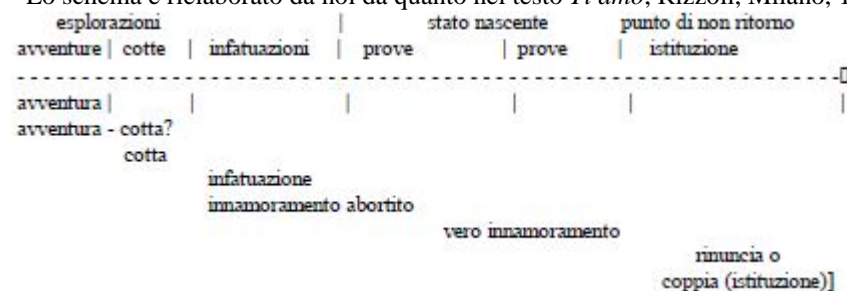 Lo schema è rielaborato da noi da quanto nel testo Ti amo, Rizzoli, Milano,
esplorazioni | stato nascente punto di non ritorno
avventure | cotte | infatuazioni | prove | prove | istituzione
avventura | | | | | |
avventura - cotta?
cotta
infatuazione
innamoramento abortito
vero innamoramento
rinuncia o
coppia (istituzione)]